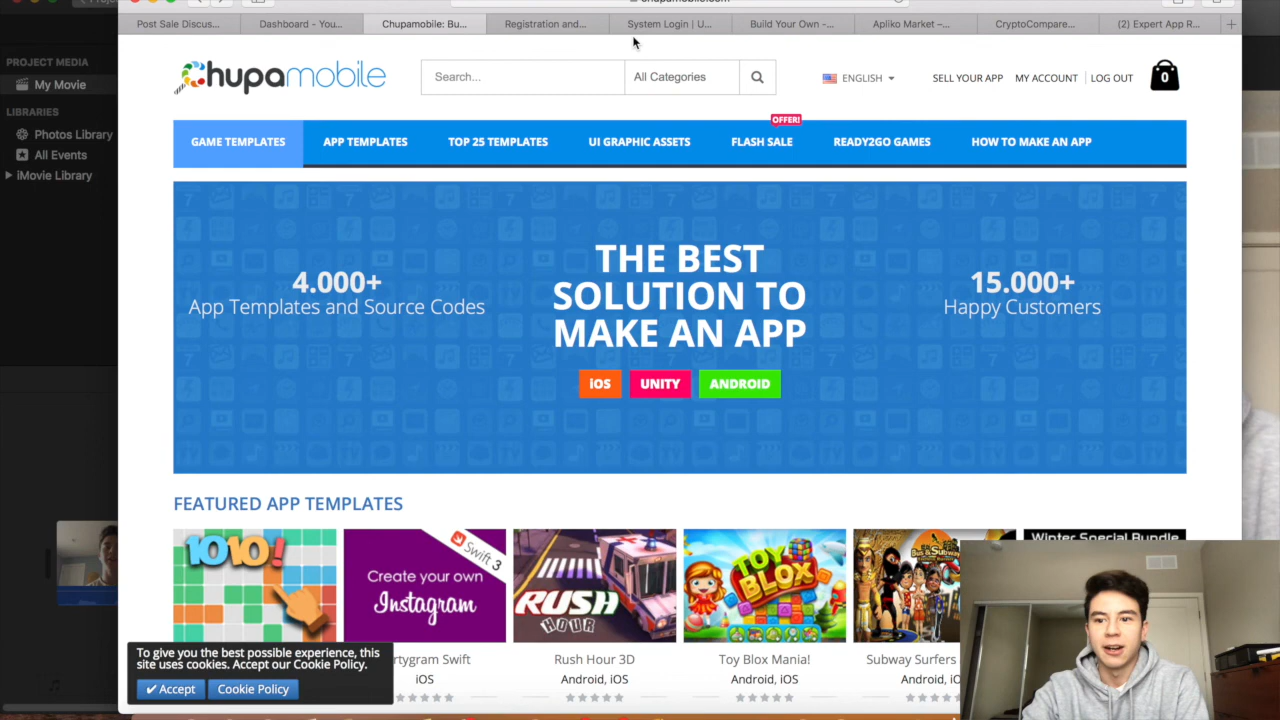 Post Sale Discus...
Dashboard - You...
Chupamobile: Bu...
Registration and...
System Login | U...
Build Your Own -...
Apliko Market –...
CryptoCompare...
(2) Expert App R...
PROJECT MEDIA
My Movie
LIBRARIES
Photos Library
All Events
iMovie Library
chupamobile
Search...
All Categories
ENGLISH
SELL YOUR APP
MY ACCOUNT
LOG OUT
0
OFFER!
GAME TEMPLATES
APP TEMPLATES
TOP 25 TEMPLATES
UI GRAPHIC ASSETS
FLASH SALE
READY2GO GAMES
HOW TO MAKE AN APP
4.000+
App Templates and Source Codes
THE BEST
SOLUTION TO
MAKE AN APP
iOS
UNITY
ANDROID
15.000+
Happy Customers
FEATURED APP TEMPLATES
1010!
Swift 3
Create your own
Instagram
RUSH
HOUR
TOY
BLOX
Bus & Subway
Winter Special Bundle
rtygram Swift
iOS
Rush Hour 3D
Android, iOS
Toy Blox Mania!
Android, iOS
Subway Surfers
Android, iO
To give you the best possible experience, this
site uses cookies. Accept our Cookie Policy.
✔ Accept
Cookie Policy